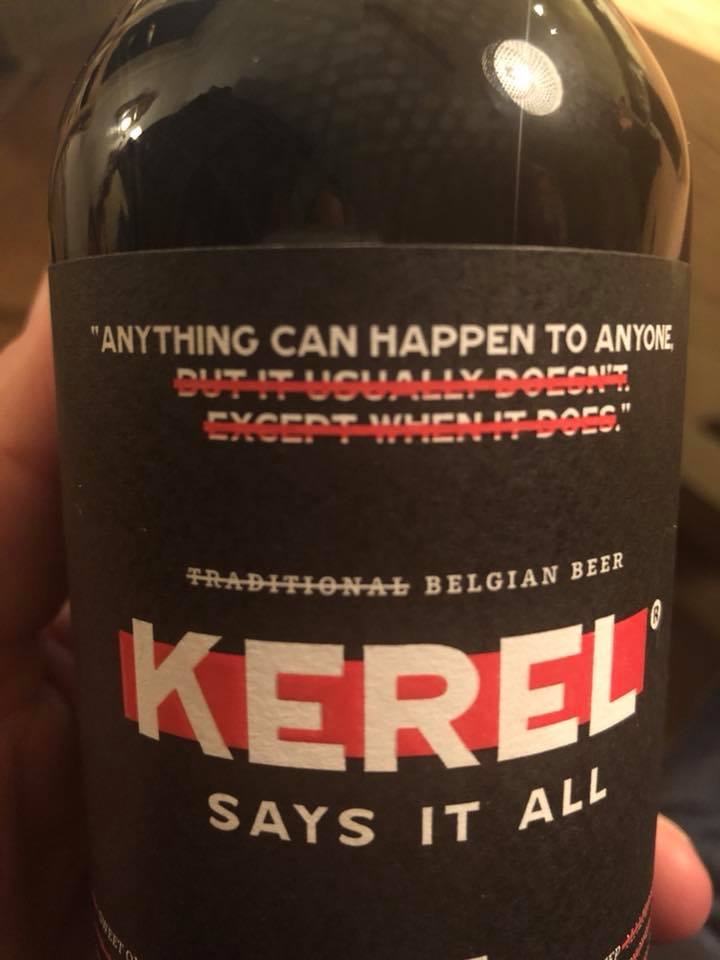 "ANYTHING CAN HAPPEN TO ANYONE,
BUT IT USUALLY DOESN'T.
EXCEPT WHEN IT DOES."
TRADITIONAL BELGIAN BEER
KEREL®
SAYS IT ALL